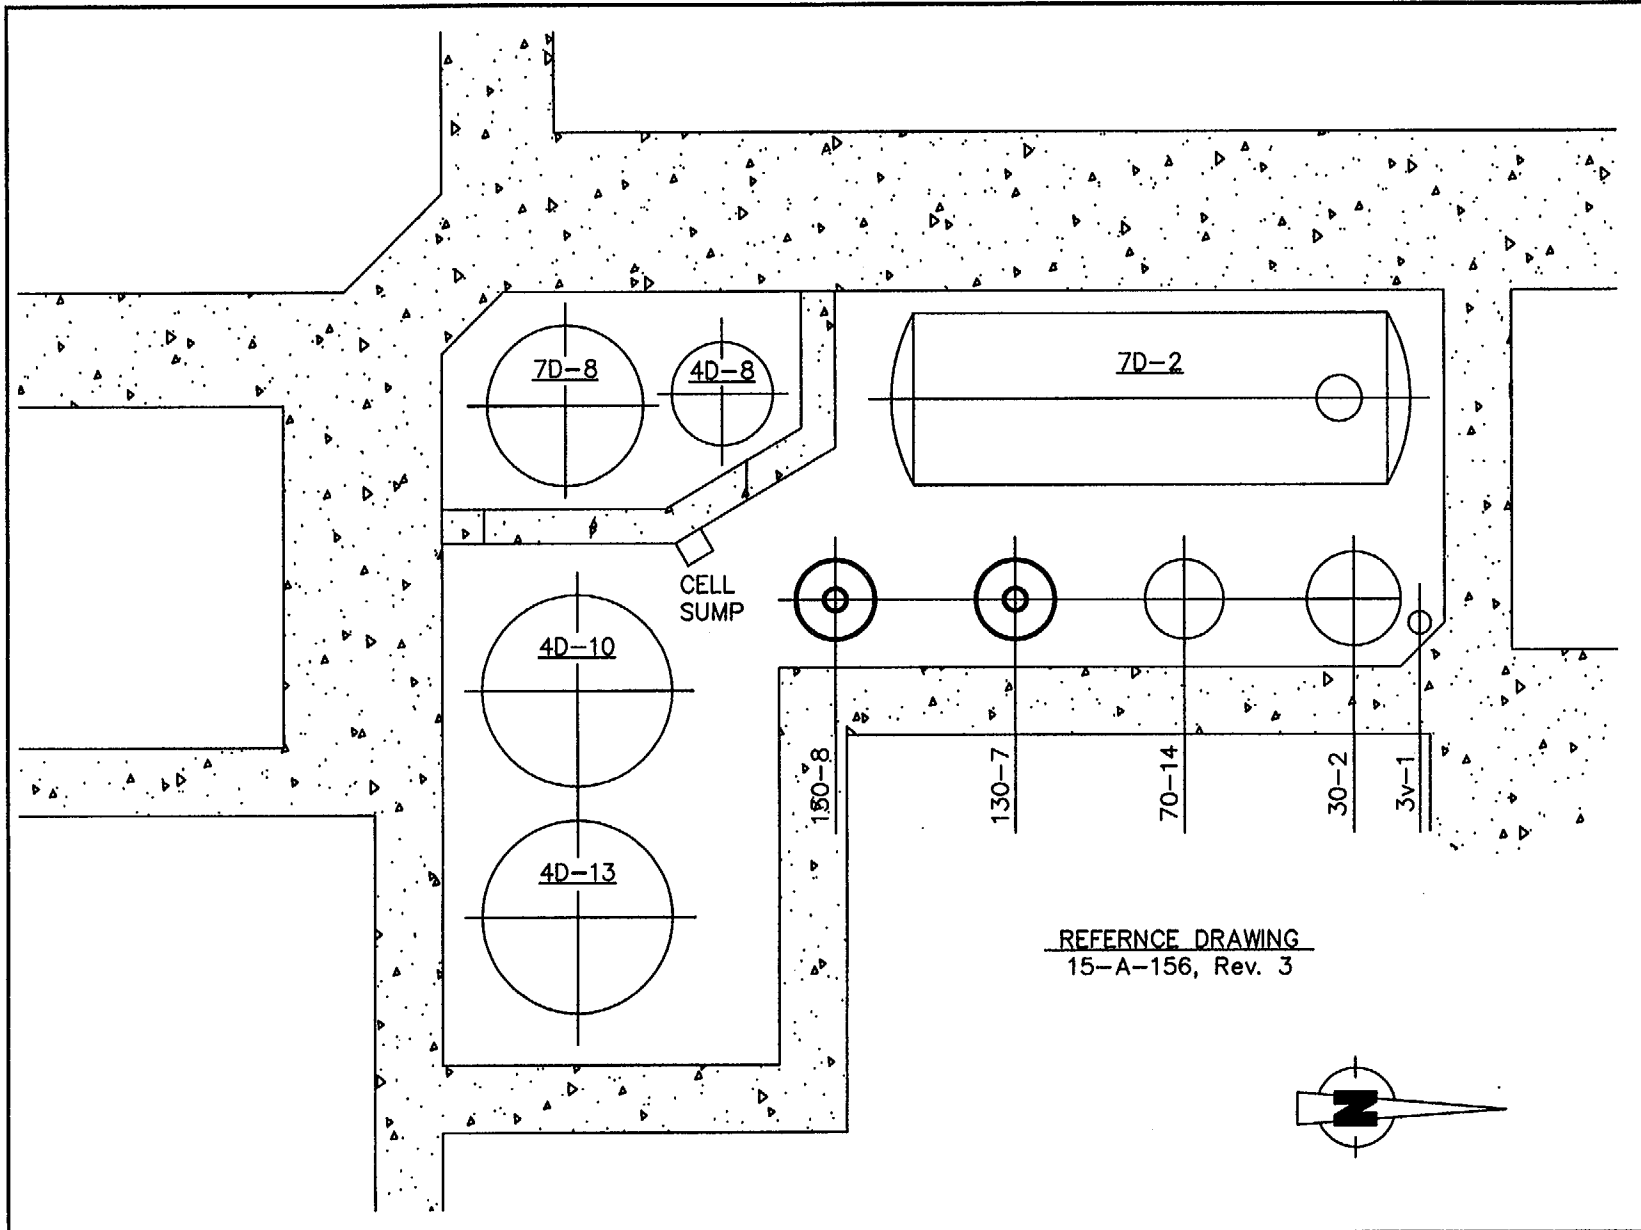 7D-8
4D-8
7D-2
CELL
SUMP
4D-10
4D-13
130-8
130-7
70-14
30-2
3v-1
REFERNCE DRAWING
15-A-156, Rev. 3
N